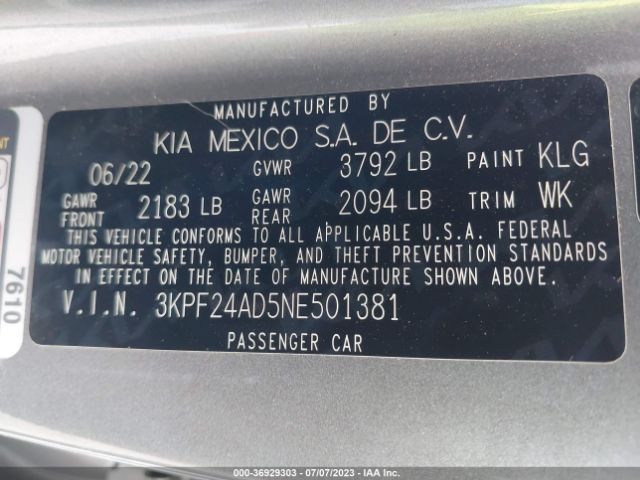 MANUFACTURED BY
KIA MEXICO S.A. DE C.V.
06/22 GVWR 3792 LB PAINT KLG
GAWR FRONT 2183 LB GAWR REAR 2094 LB TRIM WK
THIS VEHICLE CONFORMS TO ALL APPLICABLE U.S.A. FEDERAL
MOTOR VEHICLE SAFETY, BUMPER, AND THEFT PREVENTION STANDARDS
IN EFFECT ON THE DATE OF MANUFACTURE SHOWN ABOVE.
V.I.N. 3KPF24AD5NE501381
PASSENGER CAR
7610
000-36929303 - 07/07/2023 - IAA Inc.